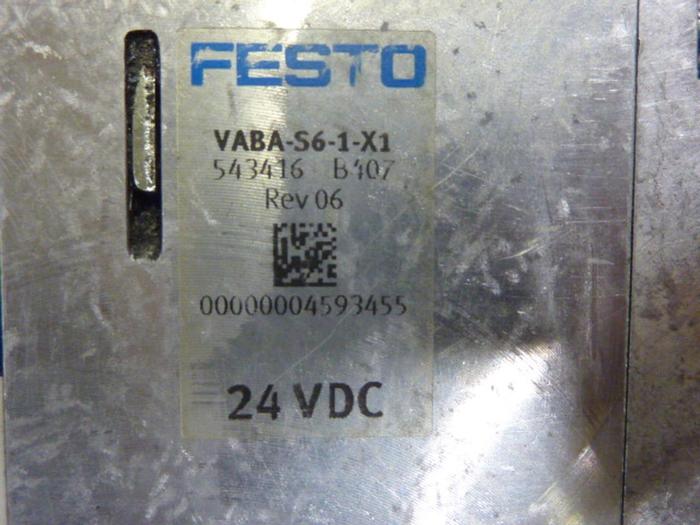 FESTO
VABA-S6-1-X1
543416 B407
Rev 06
00000004593455
24 VDC